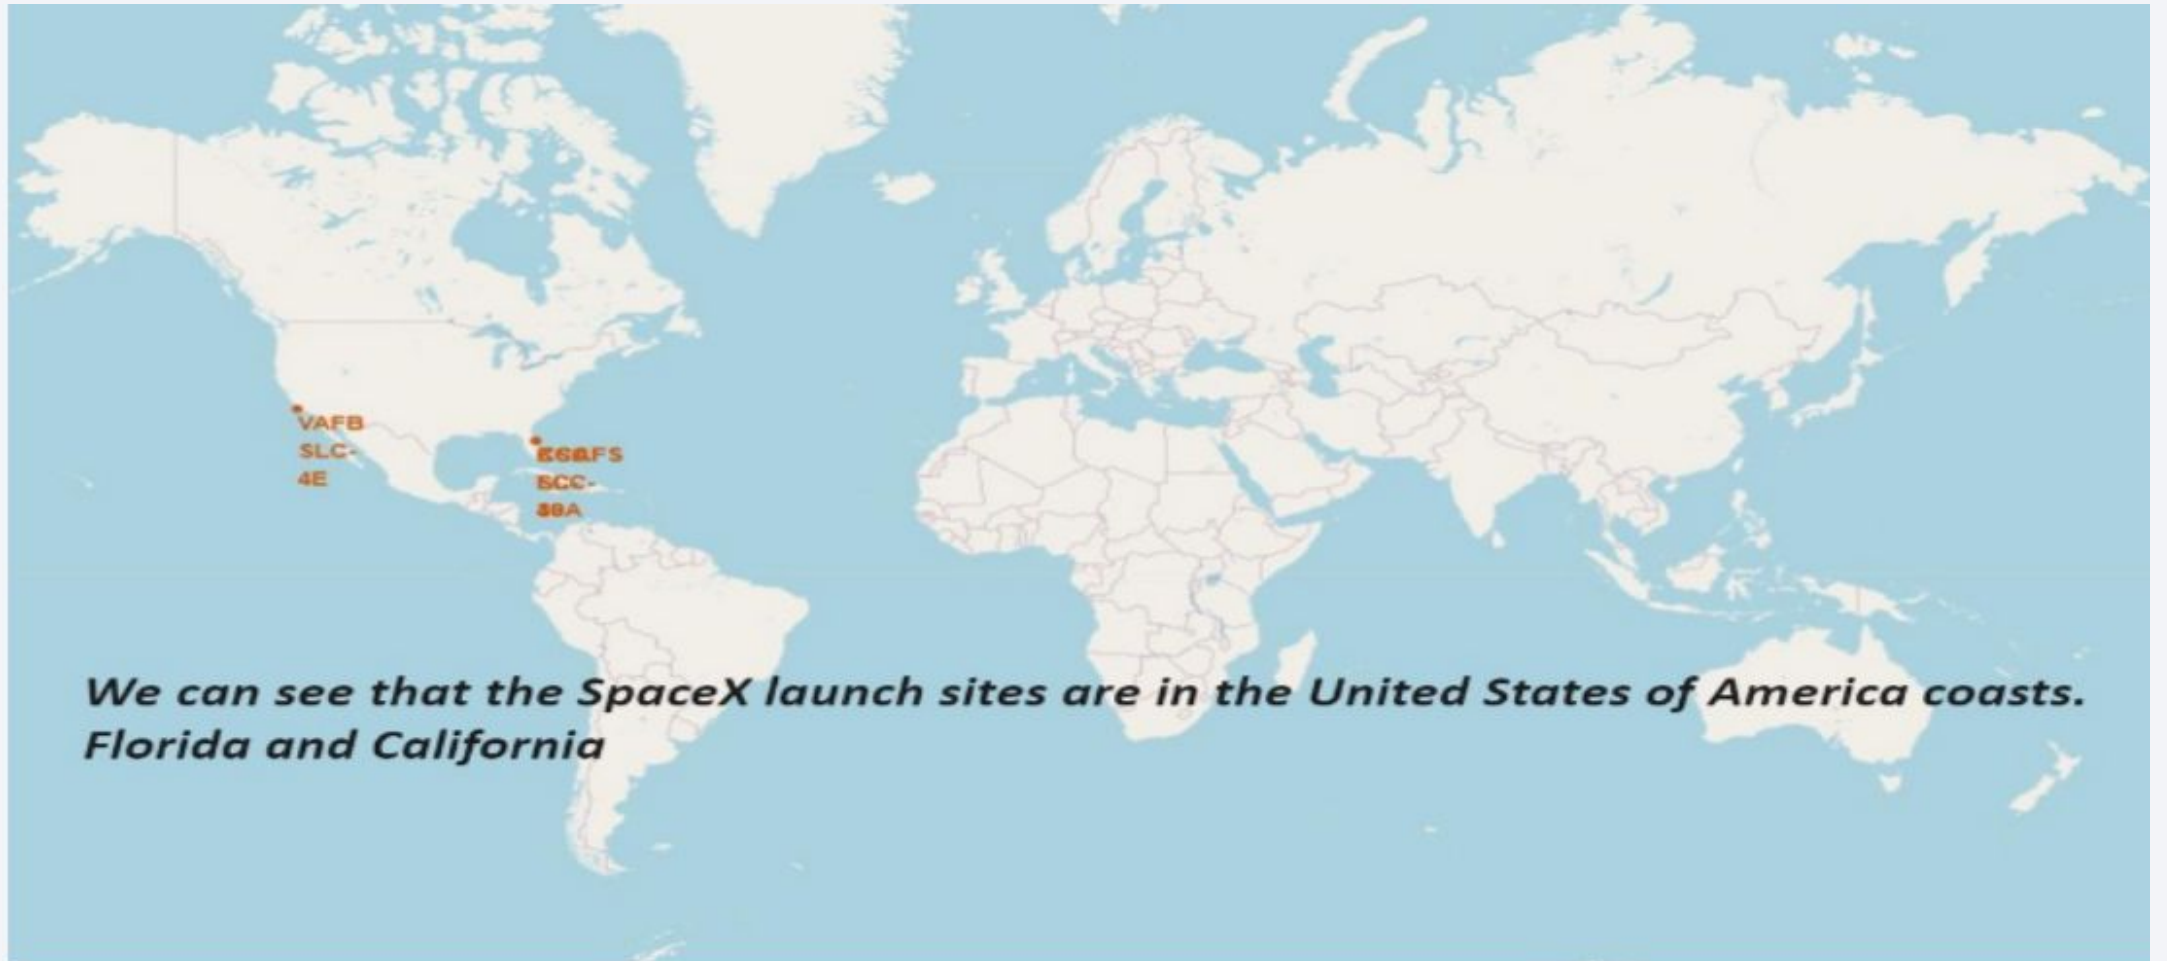 VAFB
SLC-
4E
We can see that the SpaceX launch sites are in the United States of America coasts.
Florida and California